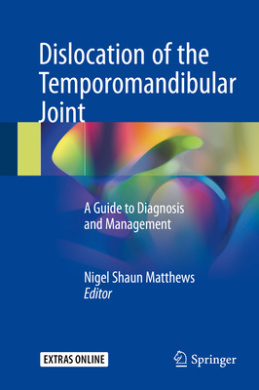 Dislocation of the
Temporomandibular
Joint
A Guide to Diagnosis
and Management
Nigel Shaun Matthews
Editor
EXTRAS ONLINE
Springer